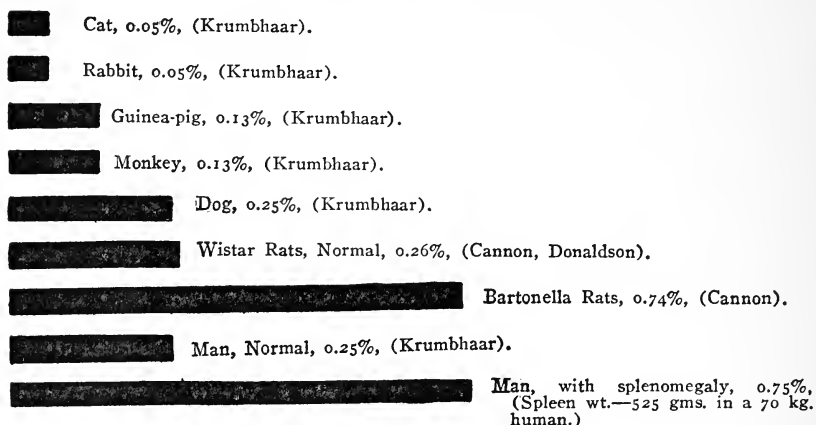 Cat, 0.05%, (Krumbhaar).
Rabbit, 0.05%, (Krumbhaar).
Guinea-pig, 0.13%, (Krumbhaar).
Monkey, 0.13%, (Krumbhaar).
Dog, 0.25%, (Krumbhaar).
Wistar Rats, Normal, 0.26%, (Cannon, Donaldson).
Bartonella Rats, 0.74%, (Cannon).
Man, Normal, 0.25%, (Krumbhaar).
Man, with splenomegaly, 0.75%,
(Spleen wt.—525 gms. in a 70 kg.
human.)